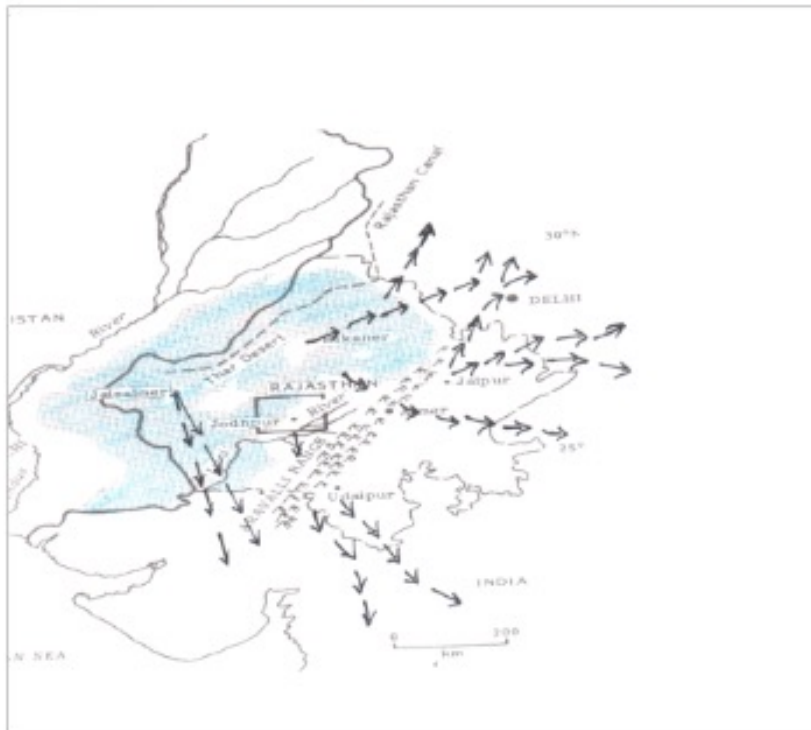 Rajasthan Canal
30°N
DELHI
ISTAN
River
Thar Desert
Bikaner
RAJASTHAN
Jaisalmer
Jaipur
Jodhpur
River
25°
Udaipur
INDIA
0 200
km
AN SEA